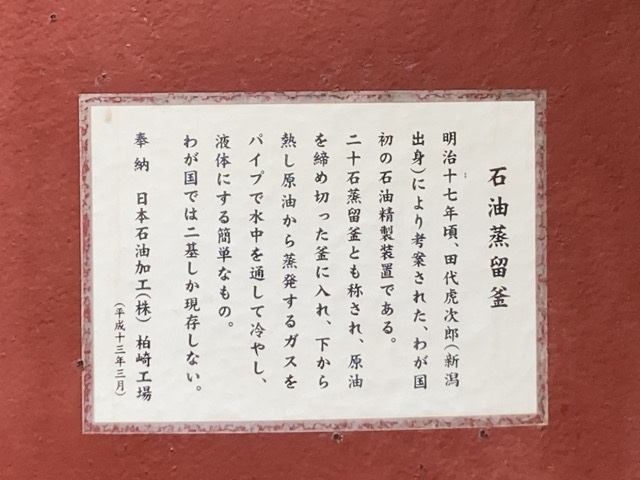 石油蒸留釜
明治十七年頃、田代虎次郎(新潟
出身)により考案された、わが国
初の石油精製装置である。
二十石蒸留釜とも称され、原油
を締め切った釜に入れ、下から
熱し原油から蒸発するガスを
パイプで水中を通して冷やし、
液体にする簡単なもの。
わが国では二基しか現存しない。
奉納 日本石油加工(株) 柏崎工場
(平成十三年三月)